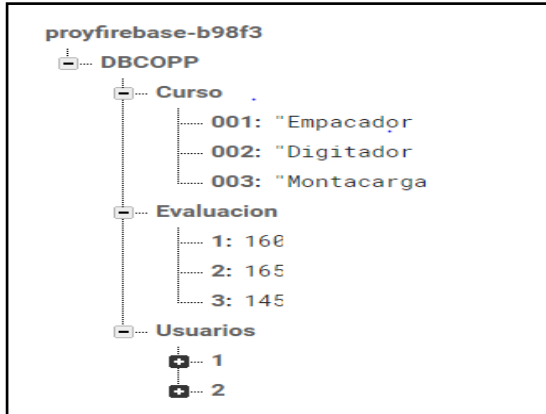 proyfirebase-b98f3
DBCOPP
Curso
001: "Empacador
002: "Digitador
003: "Montacarga
Evaluacion
1: 160
2: 165
3: 145
Usuarios
1
2